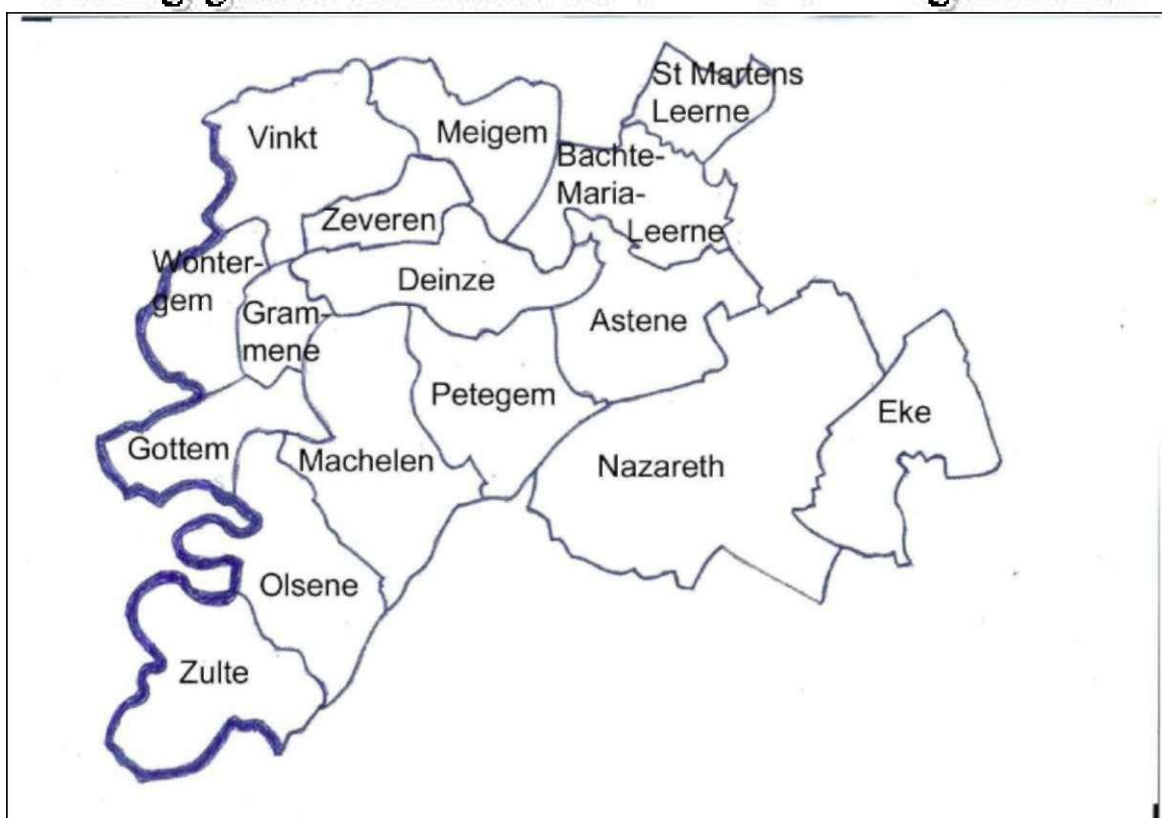 St Martens
Leerne
Vinkt
Meigem
Bachte-
Maria-
Leerne
Zeveren
Wonter-
gem
Deinze
Gram-
mene
Astene
Petegem
Eke
Gottem
Machelen
Nazareth
Olsene
Zulte